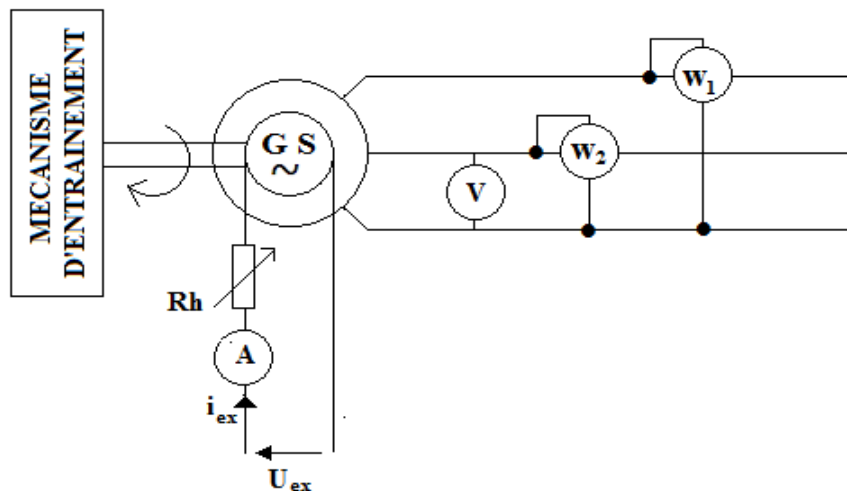 MECANISME
D'ENTRAINEMENT
G S
~
W1
W2
V
Rh
A
iex
Uex